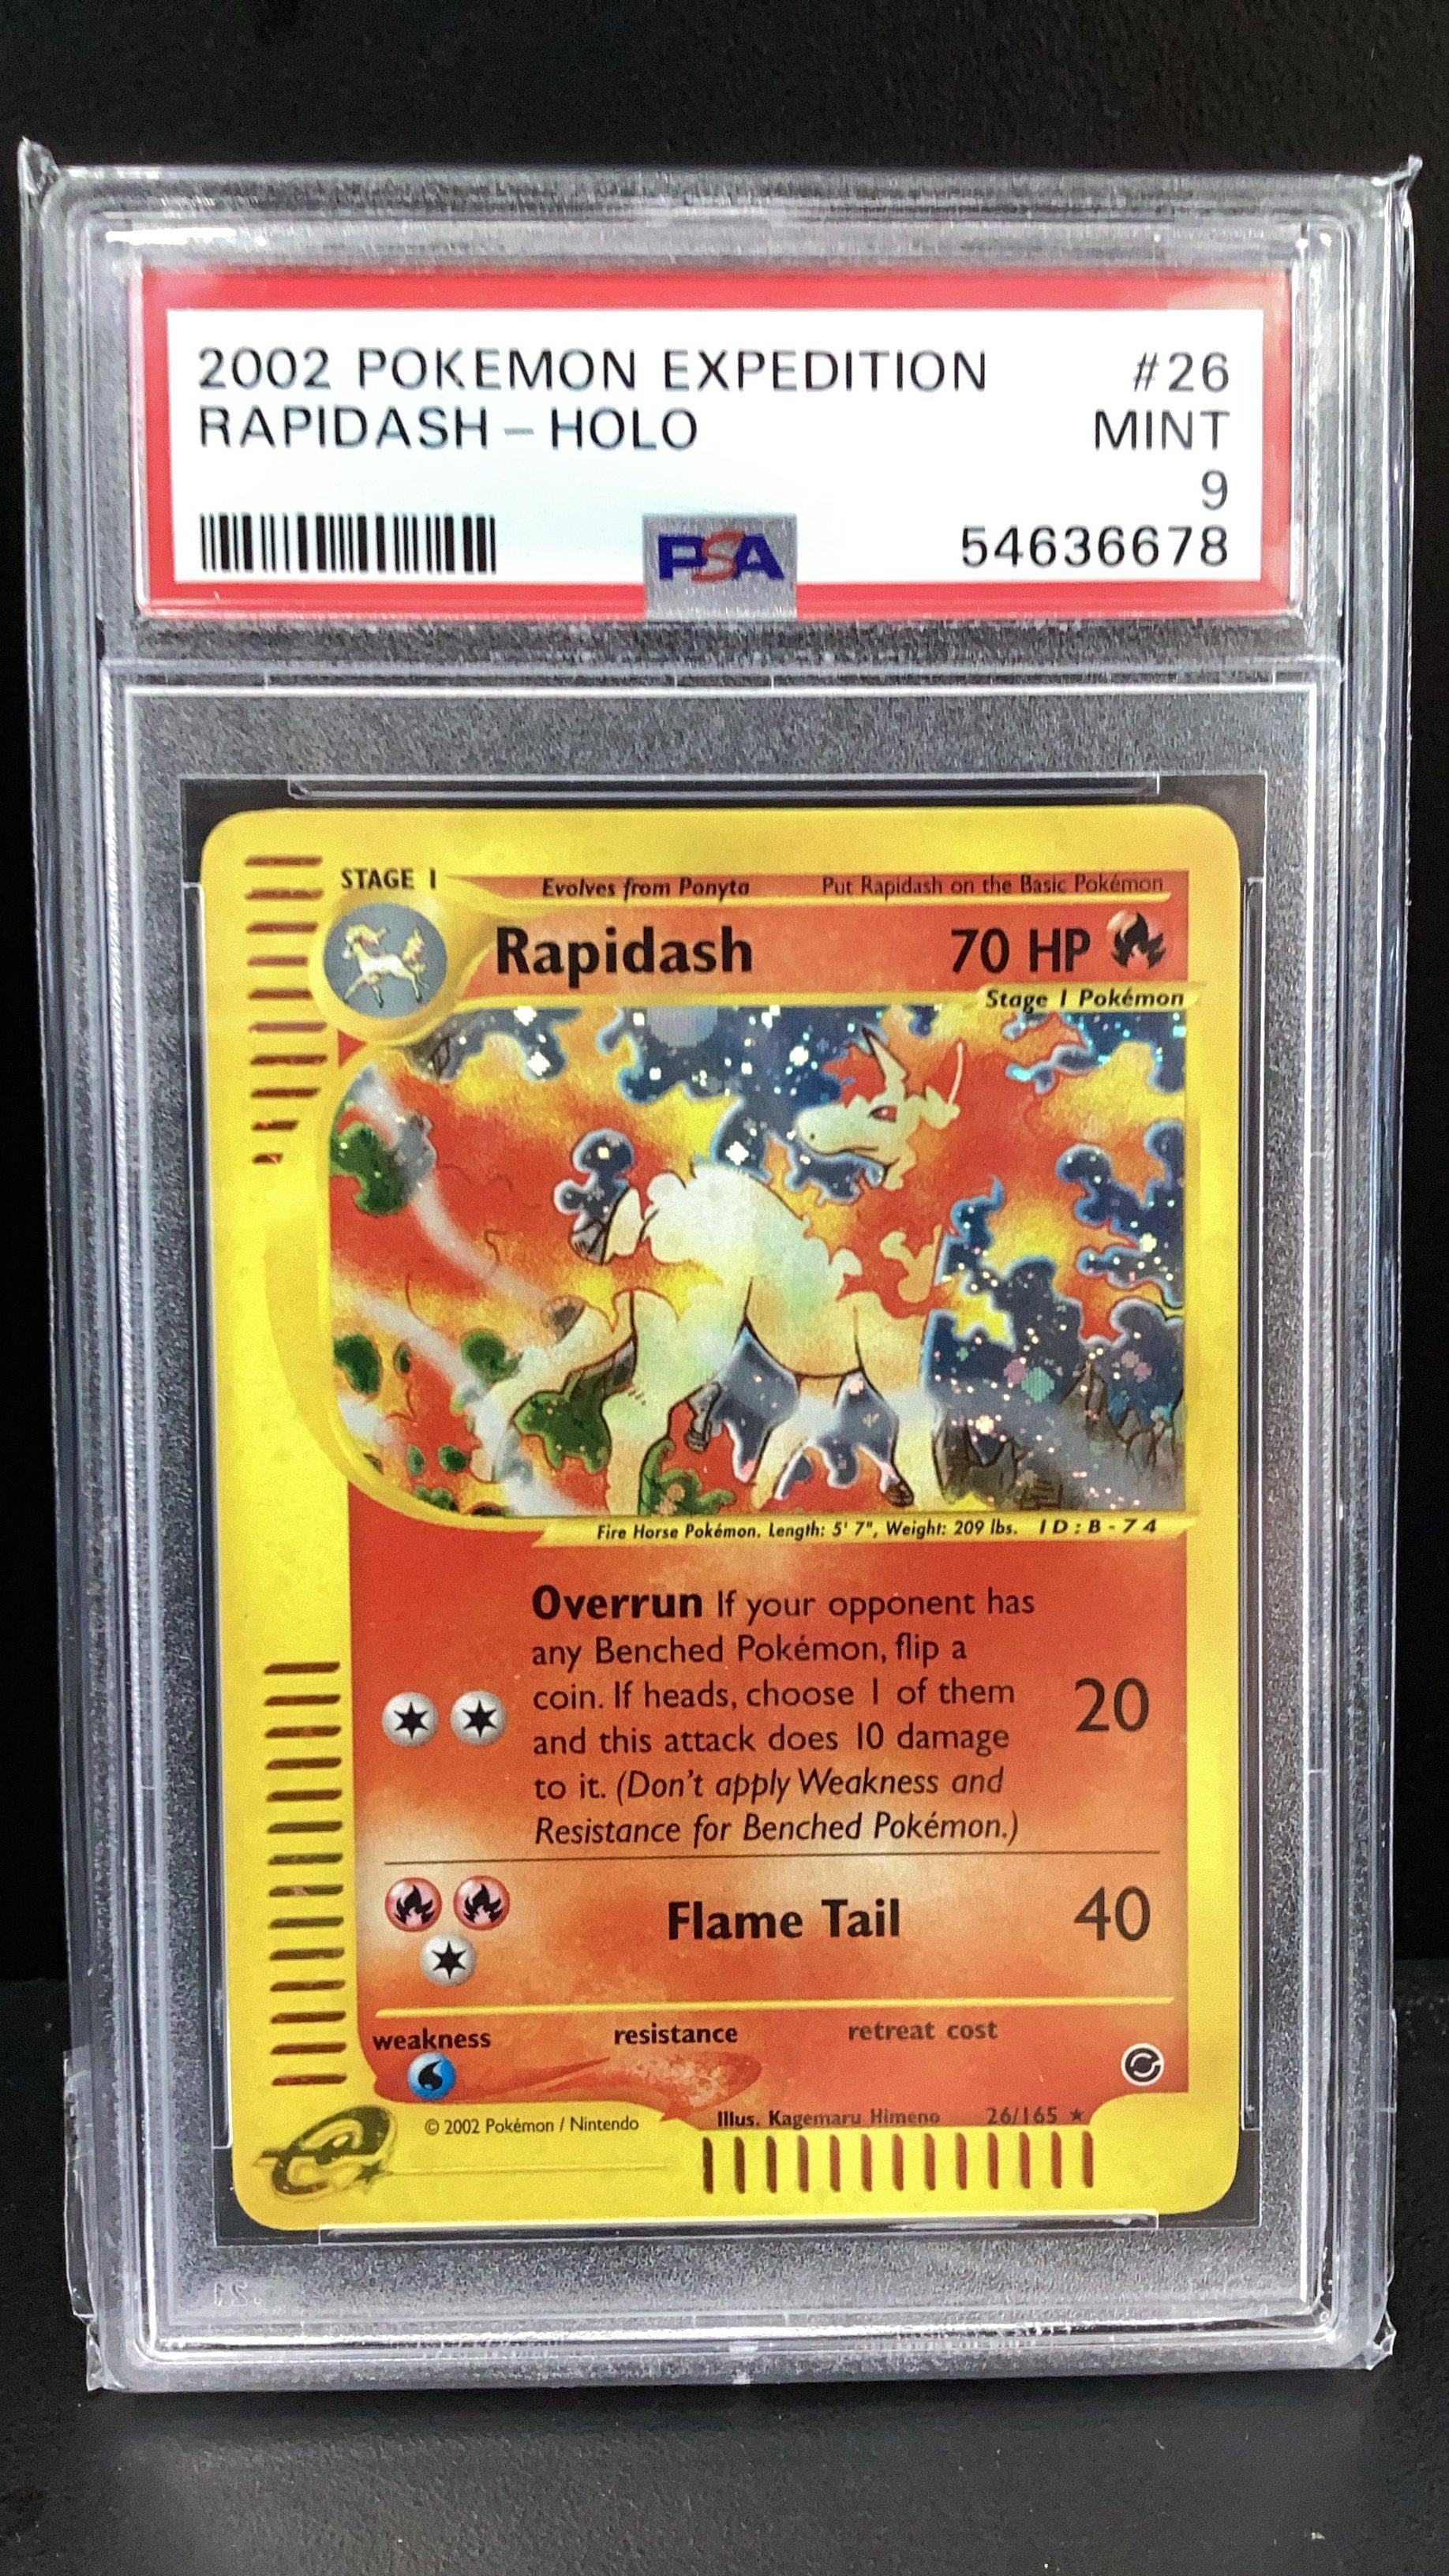 2002 POKEMON EXPEDITION #26
RAPIDASH - HOLO MINT
9
PSA 54636678
STAGE 1 Evolves from Ponyta Put Rapidash on the Basic Pokémon
Rapidash 70 HP
Stage 1 Pokémon
Fire Horse Pokémon. Length: 5' 7", Weight: 209 lbs. ID:B-74
Overrun If your opponent has
any Benched Pokémon, flip a
coin. If heads, choose 1 of them
and this attack does 10 damage
to it. (Don't apply Weakness and
Resistance for Benched Pokémon.)
20
Flame Tail 40
weakness resistance retreat cost
© 2002 Pokémon / Nintendo
Illus. Kagemaru Himeno 26/165 ★
e